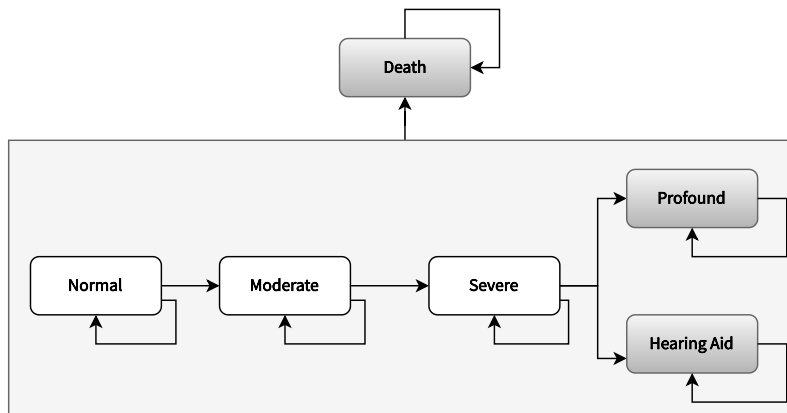 Death
Profound
Normal
Moderate
Severe
Hearing Aid